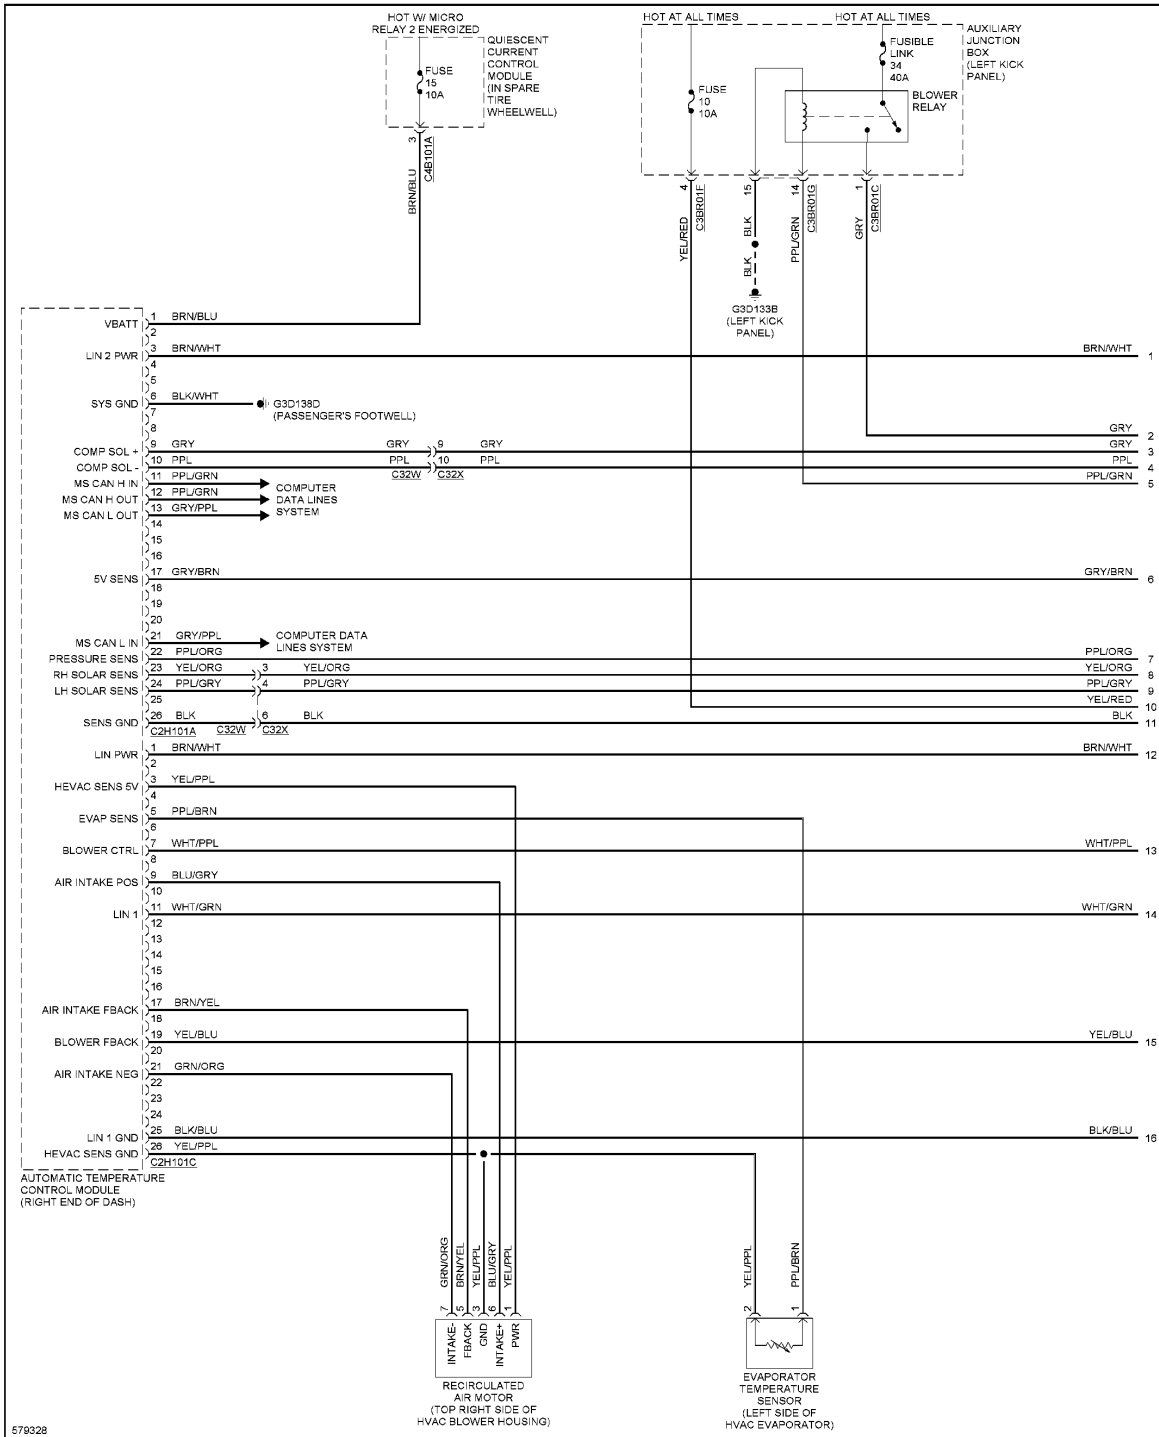 HOT W/ MICRO
RELAY 2 ENERGIZED
HOT AT ALL TIMES
HOT AT ALL TIMES
QUIESCENT
CURRENT
CONTROL
MODULE
(IN SPARE
TIRE
WHEELWELL)
FUSE
15
10A
FUSE
10
10A
FUSIBLE
LINK
34
40A
BLOWER
RELAY
AUXILIARY
JUNCTION
BOX
(LEFT KICK
PANEL)
3
C4B101A
BRN/BLU
4
C3BR01F
YEL/RED
15
BLK
BLK
14
C3BR01G
PPL/GRN
1
C3BR01C
GRY
G3D133B
(LEFT KICK
PANEL)
VBATT 1 BRN/BLU
2
LIN 2 PWR 3 BRN/WHT BRN/WHT 1
4
5
SYS GND 6 BLK/WHT G3D138D
(PASSENGER'S FOOTWELL)
7
8
GRY 2
COMP SOL + 9 GRY GRY 9 GRY GRY 3
COMP SOL - 10 PPL PPL 10 PPL PPL 4
C32W C32X
MS CAN H IN 11 PPL/GRN PPL/GRN 5
MS CAN H OUT 12 PPL/GRN
MS CAN L OUT 13 GRY/PPL
COMPUTER
DATA LINES
SYSTEM
14
15
16
5V SENS 17 GRY/BRN GRY/BRN 6
18
19
20
MS CAN L IN 21 GRY/PPL
COMPUTER DATA
LINES SYSTEM
PRESSURE SENS 22 PPL/ORG PPL/ORG 7
RH SOLAR SENS 23 YEL/ORG 3 YEL/ORG YEL/ORG 8
LH SOLAR SENS 24 PPL/GRY 4 PPL/GRY PPL/GRY 9
25
YEL/RED 10
SENS GND 26 BLK 6 BLK BLK 11
C2H101A C32W C32X
LIN PWR 1 BRN/WHT BRN/WHT 12
2
HEVAC SENS 5V 3 YEL/PPL
4
EVAP SENS 5 PPL/BRN
6
BLOWER CTRL 7 WHT/PPL WHT/PPL 13
8
AIR INTAKE POS 9 BLU/GRY
10
LIN 1 11 WHT/GRN WHT/GRN 14
12
13
14
15
16
AIR INTAKE FBACK 17 BRN/YEL
18
BLOWER FBACK 19 YEL/BLU YEL/BLU 15
20
AIR INTAKE NEG 21 GRN/ORG
22
23
24
LIN 1 GND 25 BLK/BLU BLK/BLU 16
HEVAC SENS GND 26 YEL/PPL
C2H101C
AUTOMATIC TEMPERATURE
CONTROL MODULE
(RIGHT END OF DASH)
GRN/ORG
BRN/YEL
YEL/PPL
BLU/GRY
YEL/PPL
7
5
3
6
1
INTAKE-
FBACK
GND
INTAKE+
PWR
RECIRCULATED
AIR MOTOR
(TOP RIGHT SIDE OF
HVAC BLOWER HOUSING)
YEL/PPL
PPL/BRN
2
1
EVAPORATOR
TEMPERATURE
SENSOR
(LEFT SIDE OF
HVAC EVAPORATOR)
579328